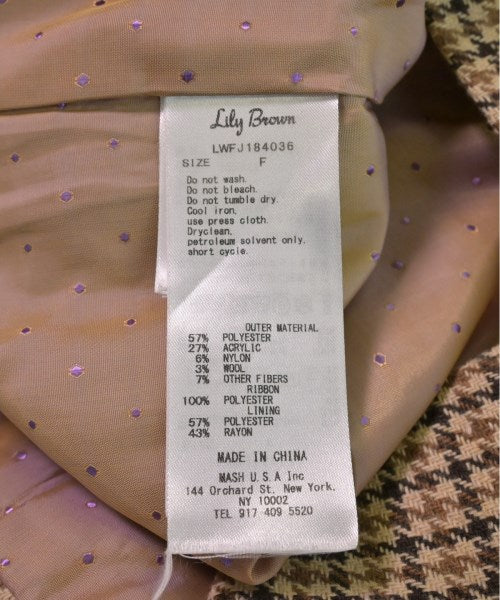 Lily Brown
LWFJ184036
SIZE F
Do not wash.
Do not bleach.
Do not tumble dry.
Cool iron.
use press cloth.
Dryclean.
petroleum solvent only.
short cycle.
OUTER MATERIAL
57% POLYESTER
27% ACRYLIC
6% NYLON
3% WOOL
7% OTHER FIBERS
RIBBON
100% POLYESTER
LINING
57% POLYESTER
43% RAYON
MADE IN CHINA
MASH U.S.A Inc
144 Orchard St. New York.
NY 10002
TEL 917 409 5520